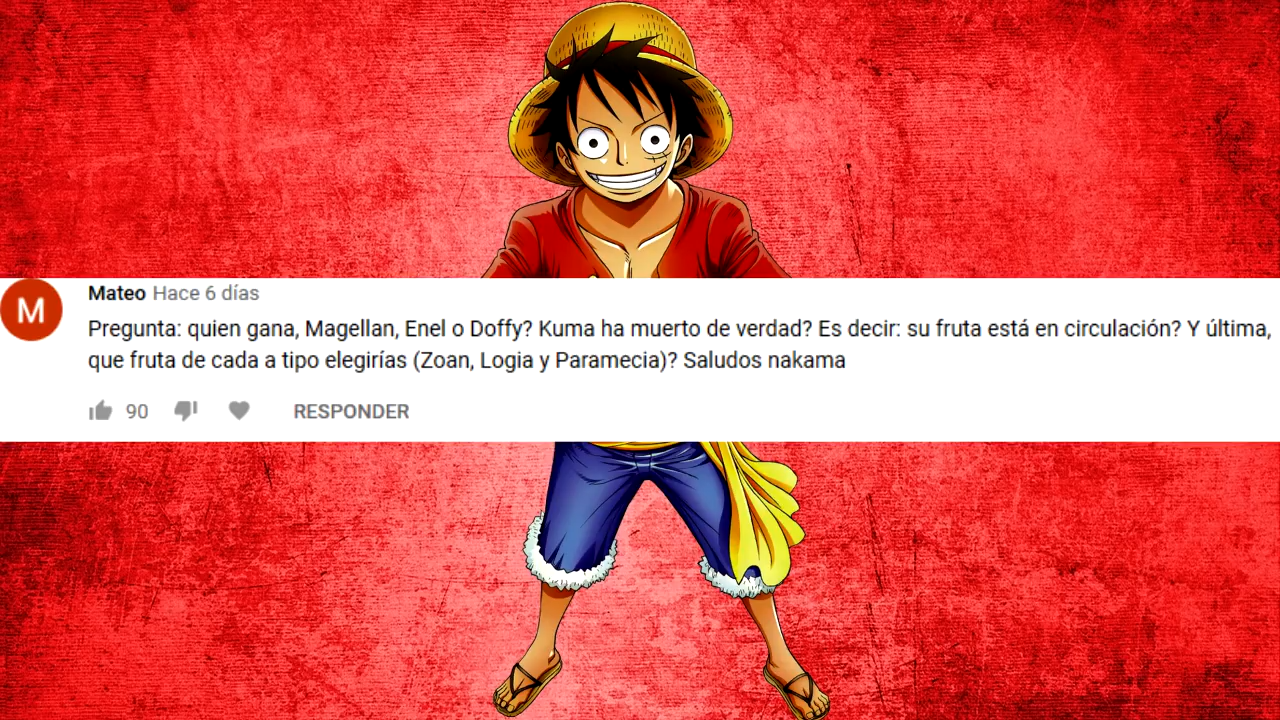 M
Mateo Hace 6 días
Pregunta: quien gana, Magellan, Enel o Doffy? Kuma ha muerto de verdad? Es decir: su fruta está en circulación? Y última,
que fruta de cada a tipo elegirías (Zoan, Logia y Paramecia)? Saludos nakama
90 RESPONDER